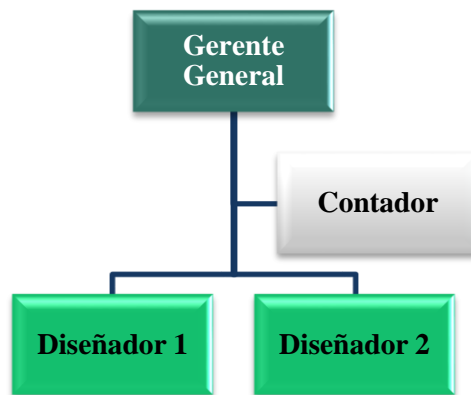 Gerente
General
Contador
Diseñador 1
Diseñador 2